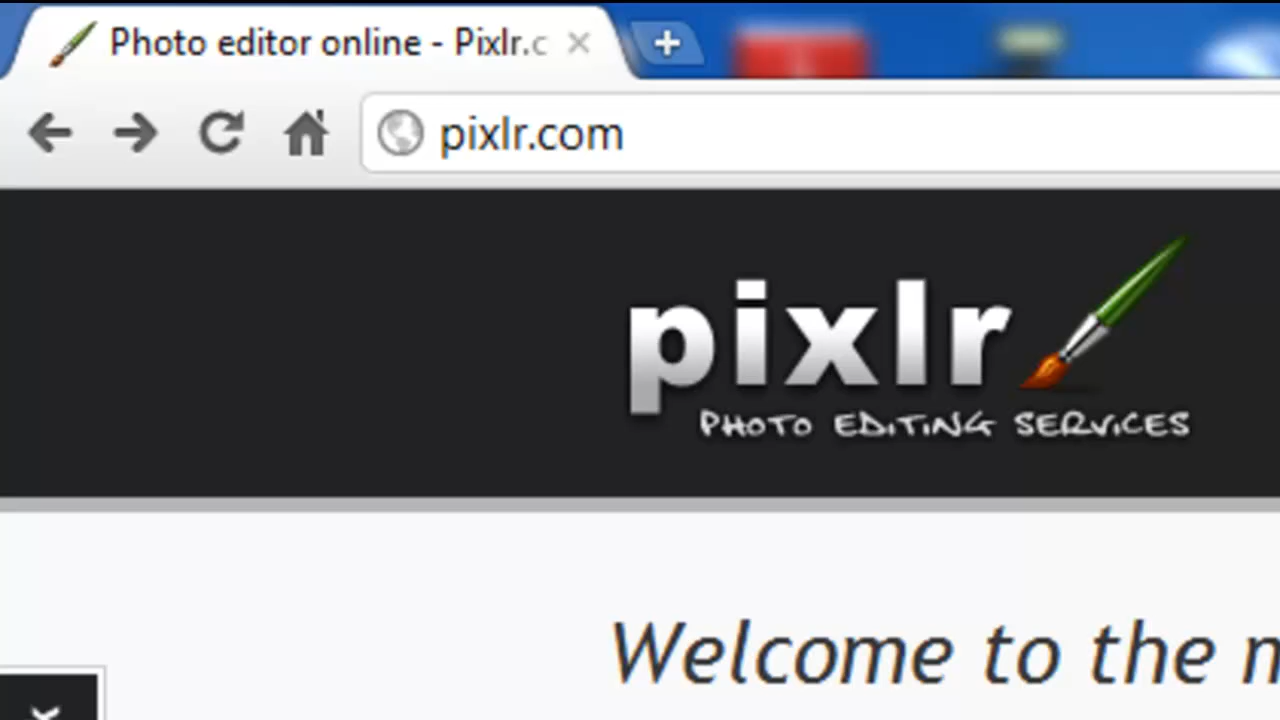 Photo editor online - Pixlr.c
pixlr.com
pixlr
PHOTO EDITING SERVICES
Welcome to the